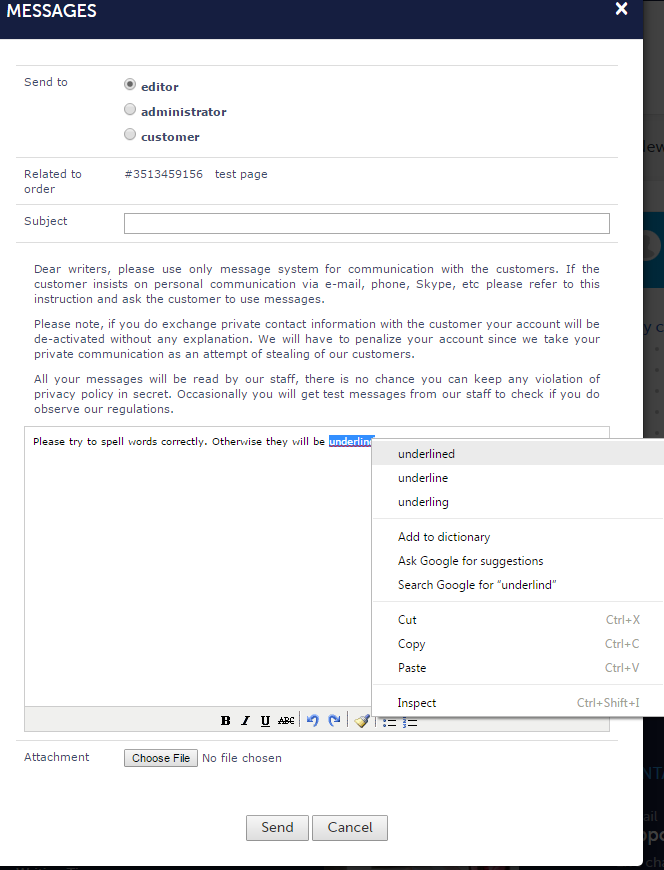 MESSAGES
Send to
editor
administrator
customer
Related to
order
#3513459156 test page
Subject
Dear writers, please use only message system for communication with the customers. If the
customer insists on personal communication via e-mail, phone, Skype, etc please refer to this
instruction and ask the customer to use messages.
Please note, if you do exchange private contact information with the customer your account will be
de-activated without any explanation. We will have to penalize your account since we take your
private communication as an attempt of stealing of our customers.
All your messages will be read by our staff, there is no chance you can keep any violation of
privacy policy in secret. Occasionally you will get test messages from our staff to check if you do
observe our regulations.
Please try to spell words correctly. Otherwise they will be underlind
underlined
underline
underling
Add to dictionary
Ask Google for suggestions
Search Google for “underlind”
Cut Ctrl+X
Copy Ctrl+C
Paste Ctrl+V
Inspect Ctrl+Shift+I
B I U ABC
Attachment
Choose File No file chosen
Send Cancel